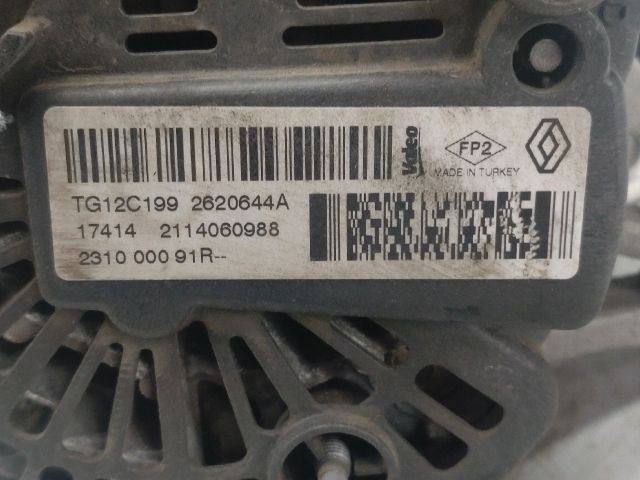 Valeo
FP2
MADE IN TURKEY
TG12C199 2620644A
17414 2114060988
2310 000 91R--